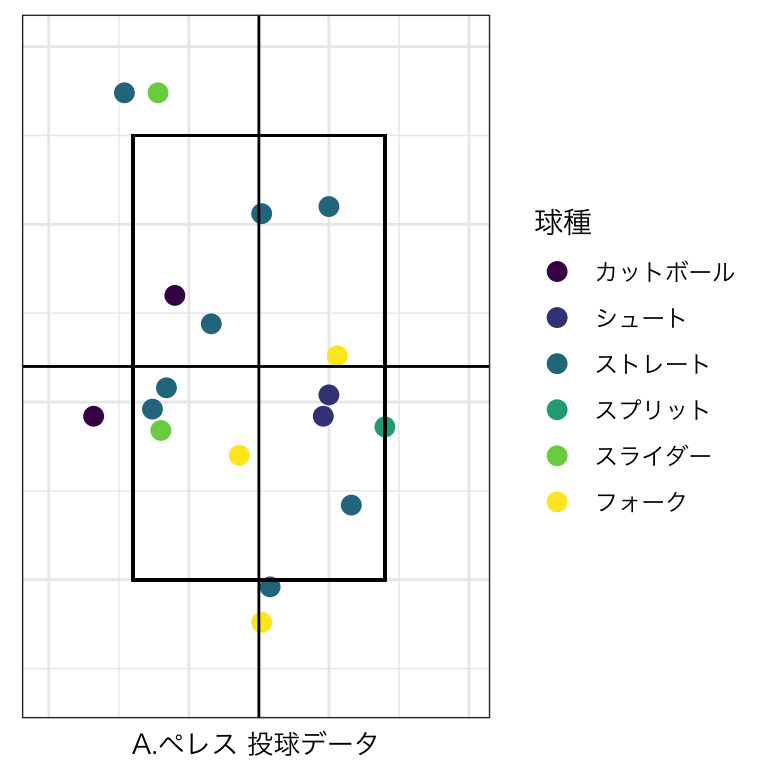 球種
カットボール
シュート
ストレート
スプリット
スライダー
フォーク
A.ペレス 投球データ